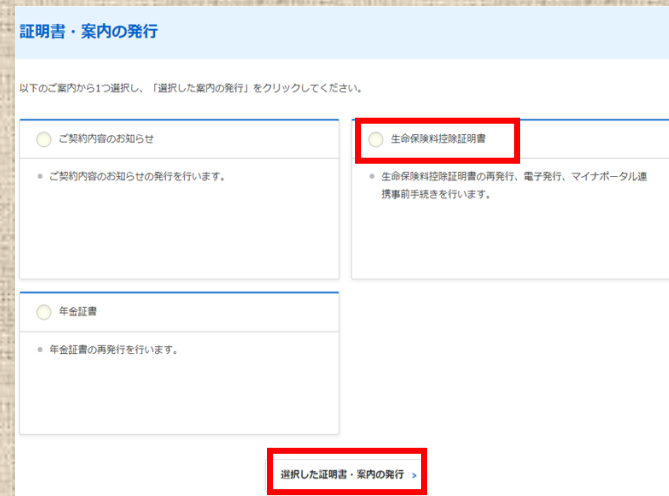 証明書・案内の発行
以下のご案内から1つ選択し、「選択した案内の発行」をクリックしてください。
ご契約内容のお知らせ
ご契約内容のお知らせの発行を行います。
生命保険料控除証明書
生命保険料控除証明書の再発行、電子発行、マイナポータル連
携事前手続きを行います。
年金証書
年金証書の再発行を行います。
選択した証明書・案内の発行 >